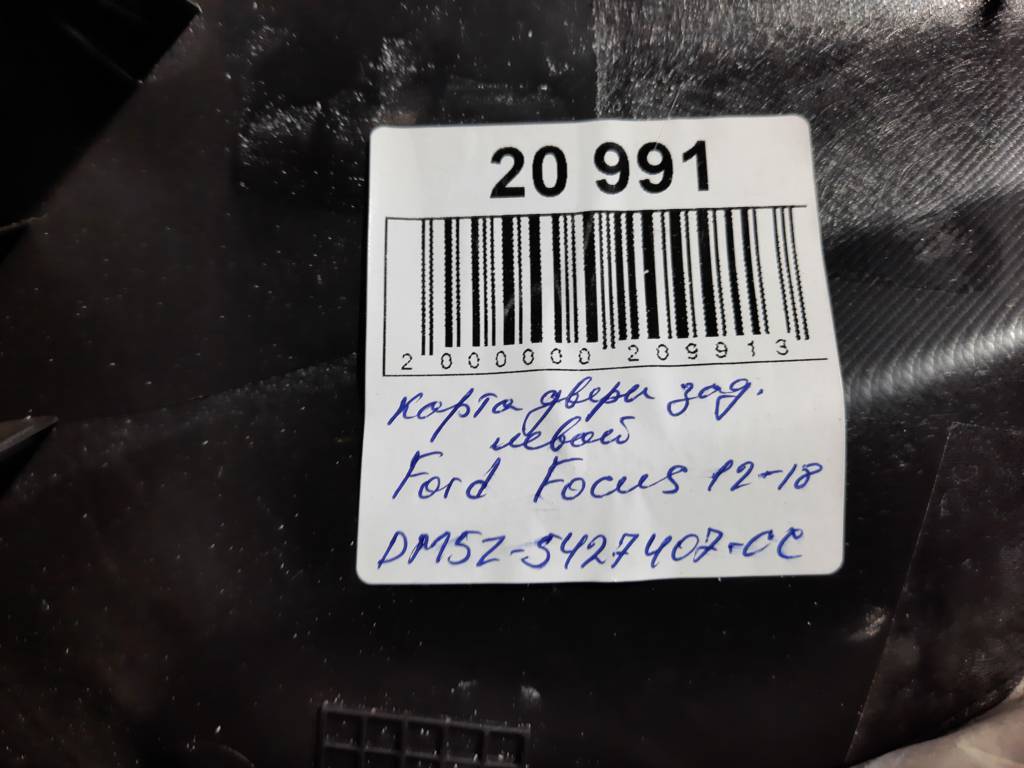 20 991
2 000000 209913
карта двери зад.
левой
Ford Focus 12-18
DM5Z-5427407-CC